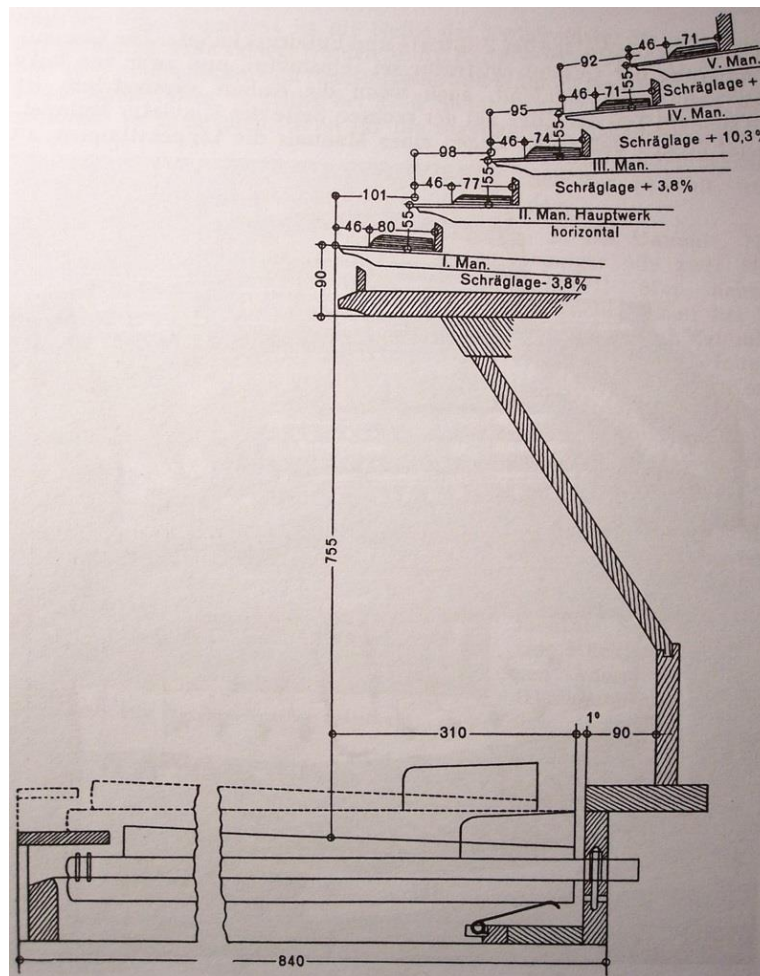 46 71
92
V. Man.
55
Schräglage +
46 71
IV. Man.
95
55
Schräglage + 10,3%
46 74
98
III. Man.
55
Schräglage + 3,8%
46 77
101
II. Man. Hauptwerk
55
horizontal
46 80
I. Man.
90
Schräglage - 3,8%
755
1°
310
90
840